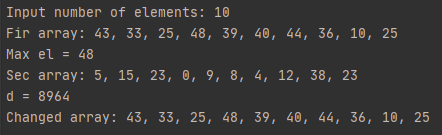 Input number of elements: 10
Fir array: 43, 33, 25, 48, 39, 40, 44, 36, 10, 25
Max el = 48
Sec array: 5, 15, 23, 0, 9, 8, 4, 12, 38, 23
d = 8964
Changed array: 43, 33, 25, 48, 39, 40, 44, 36, 10, 25